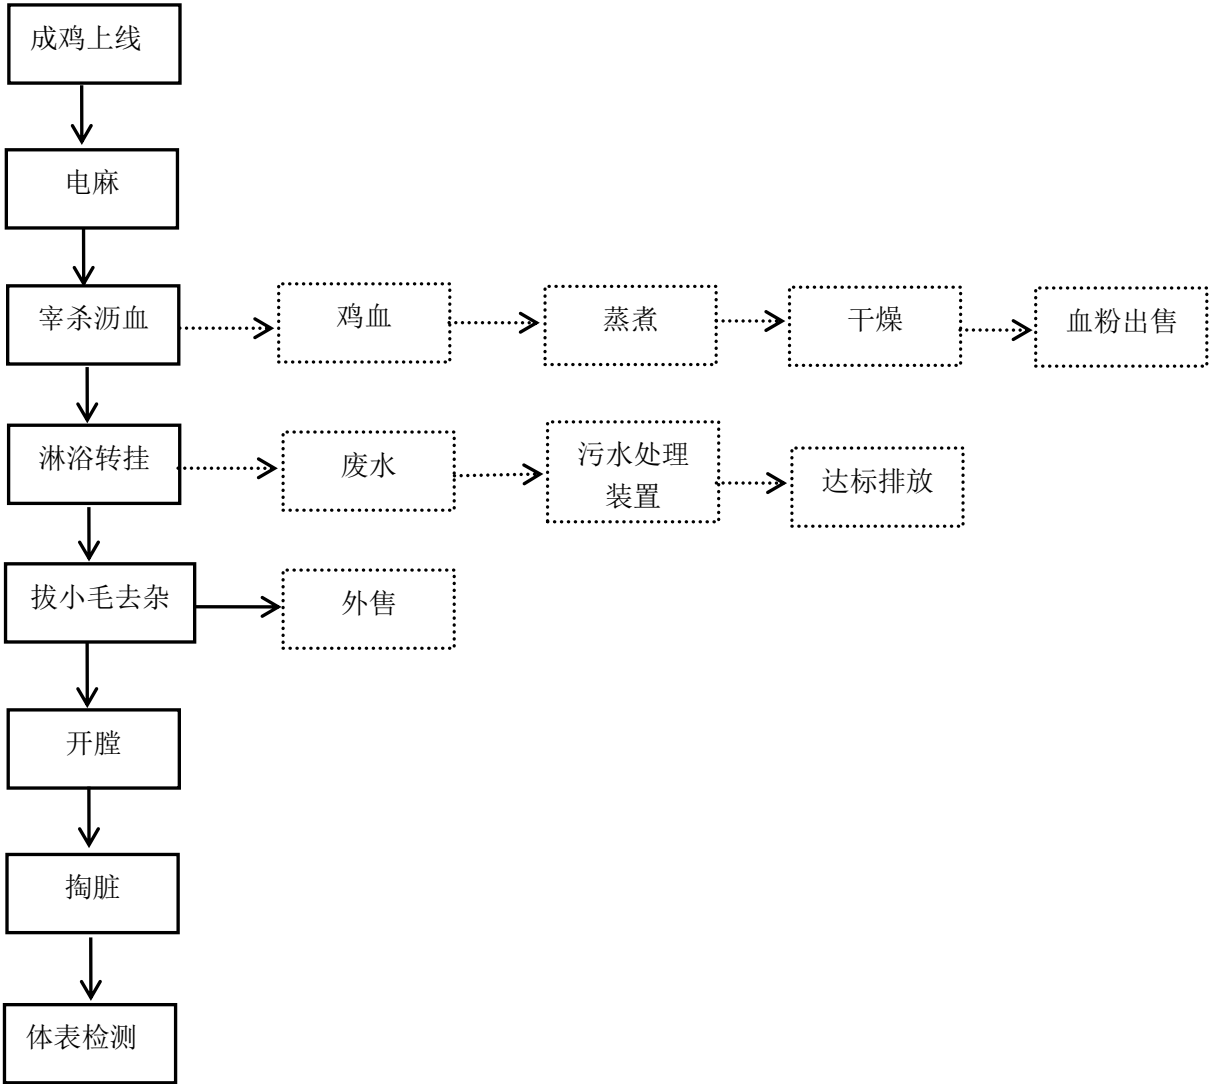 成鸡上线
电麻
宰杀沥血
鸡血
蒸煮
干燥
血粉出售
淋浴转挂
废水
污水处理
装置
达标排放
拔小毛去杂
外售
开膛
掏脏
体表检测